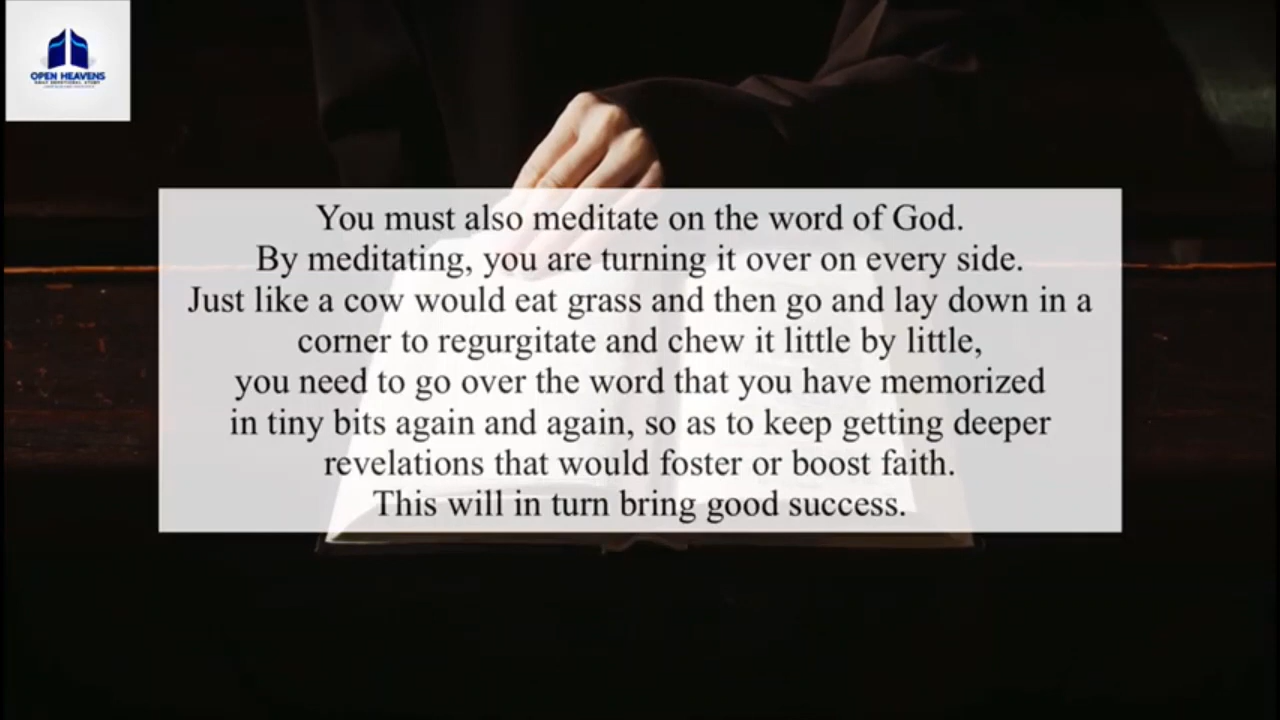 OPEN HEAVENS
DAILY DEVOTIONAL STUDY
You must also meditate on the word of God.
By meditating, you are turning it over on every side.
Just like a cow would eat grass and then go and lay down in a
corner to regurgitate and chew it little by little,
you need to go over the word that you have memorized
in tiny bits again and again, so as to keep getting deeper
revelations that would foster or boost faith.
This will in turn bring good success.